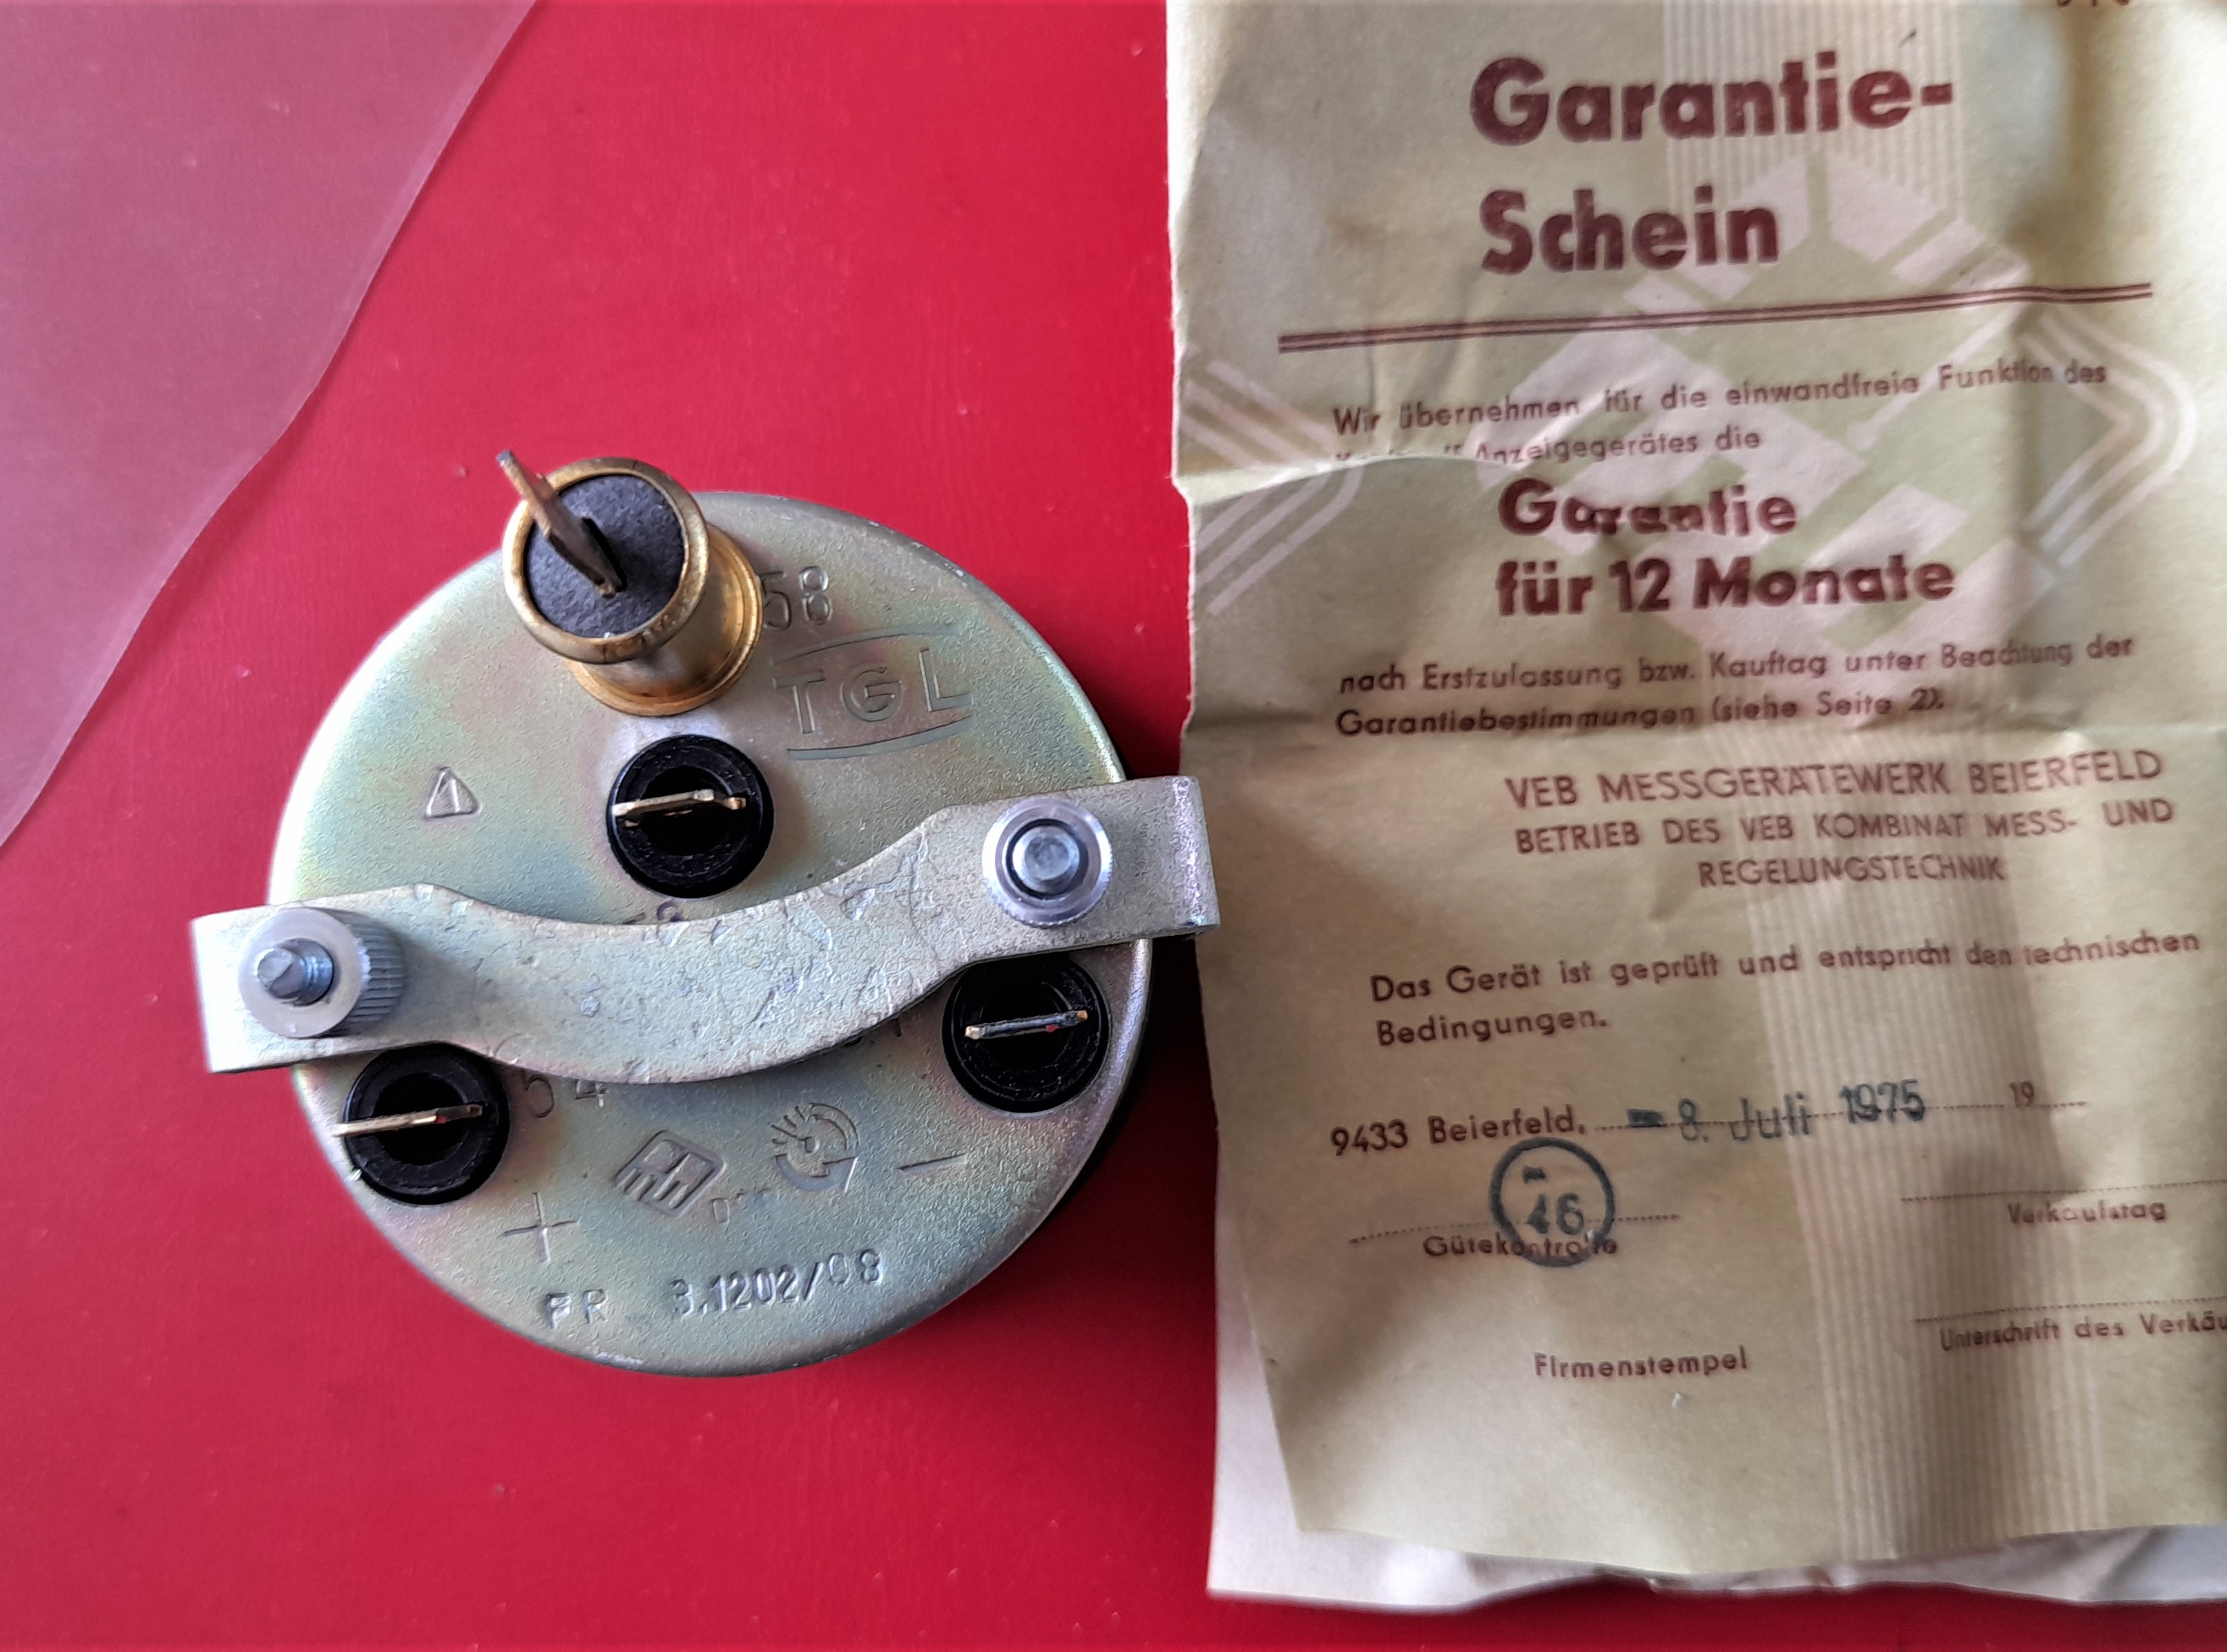 58
TGL
1
54
+
—
FR 3.1202/08
Garantie-
Schein
Wir übernehmen für die einwandfreie Funktion des
Anzeigegerätes die
Garantie
für 12 Monate
nach Erstzulassung bzw. Kauftag unter Beachtung der
Garantiebestimmungen (siehe Seite 2).
VEB MESSGERÄTEWERK BEIERFELD
BETRIEB DES VEB KOMBINAT MESS- UND
REGELUNGSTECHNIK
Das Gerät ist geprüft und entspricht den technischen
Bedingungen.
9433 Beierfeld, - 8. Juli 1975 19
46
Gütekontrolle
Verkaufstag
Unterschrift des
Firmenstempel